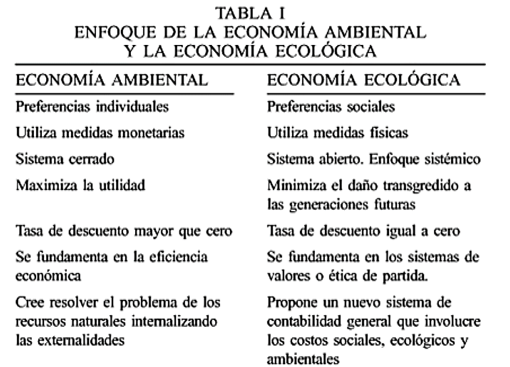 TABLA I
ENFOQUE DE LA ECONOMÍA AMBIENTAL
Y LA ECONOMÍA ECOLÓGICA
ECONOMÍA AMBIENTAL
ECONOMÍA ECOLÓGICA
Preferencias individuales
Preferencias sociales
Utiliza medidas monetarias
Utiliza medidas físicas
Sistema cerrado
Sistema abierto. Enfoque sistémico
Maximiza la utilidad
Minimiza el daño transgredido a
las generaciones futuras
Tasa de descuento mayor que cero
Tasa de descuento igual a cero
Se fundamenta en la eficiencia
económica
Se fundamenta en los sistemas de
valores o ética de partida.
Cree resolver el problema de los
recursos naturales internalizando
las externalidades
Propone un nuevo sistema de
contabilidad general que involucre
los costos sociales, ecológicos y
ambientales